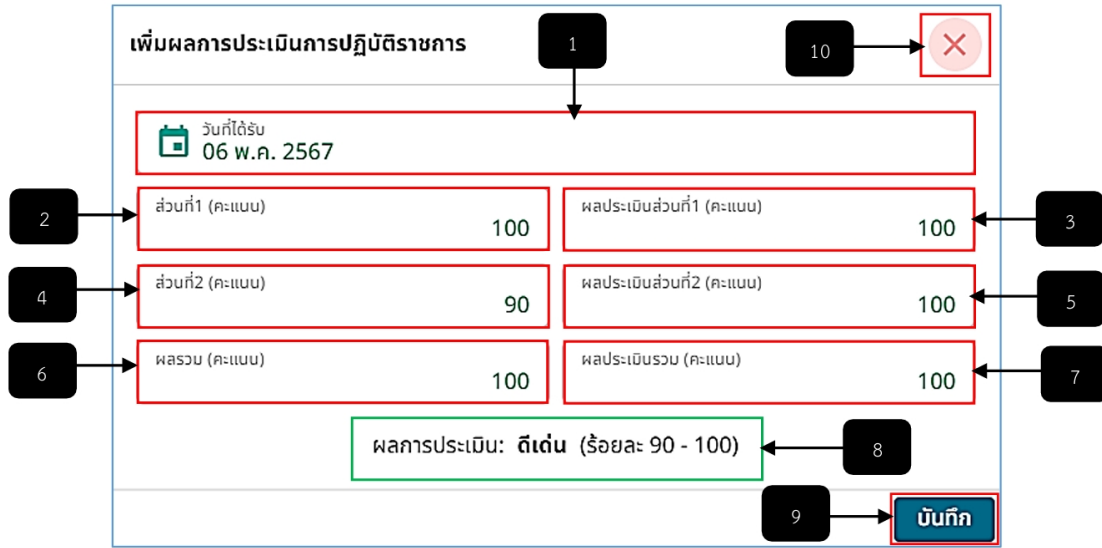 เพิ่มผลการประเมินการปฏิบัติราชการ
1
10
วันที่ได้รับ
06 พ.ค. 2567
2
ส่วนที่1 (คะแนน)
100
ผลประเมินส่วนที่1 (คะแนน)
100
3
4
ส่วนที่2 (คะแนน)
90
ผลประเมินส่วนที่2 (คะแนน)
100
5
6
ผลรวม (คะแนน)
100
ผลประเมินรวม (คะแนน)
100
7
ผลการประเมิน: ดีเด่น (ร้อยละ 90 - 100)
8
9
บันทึก